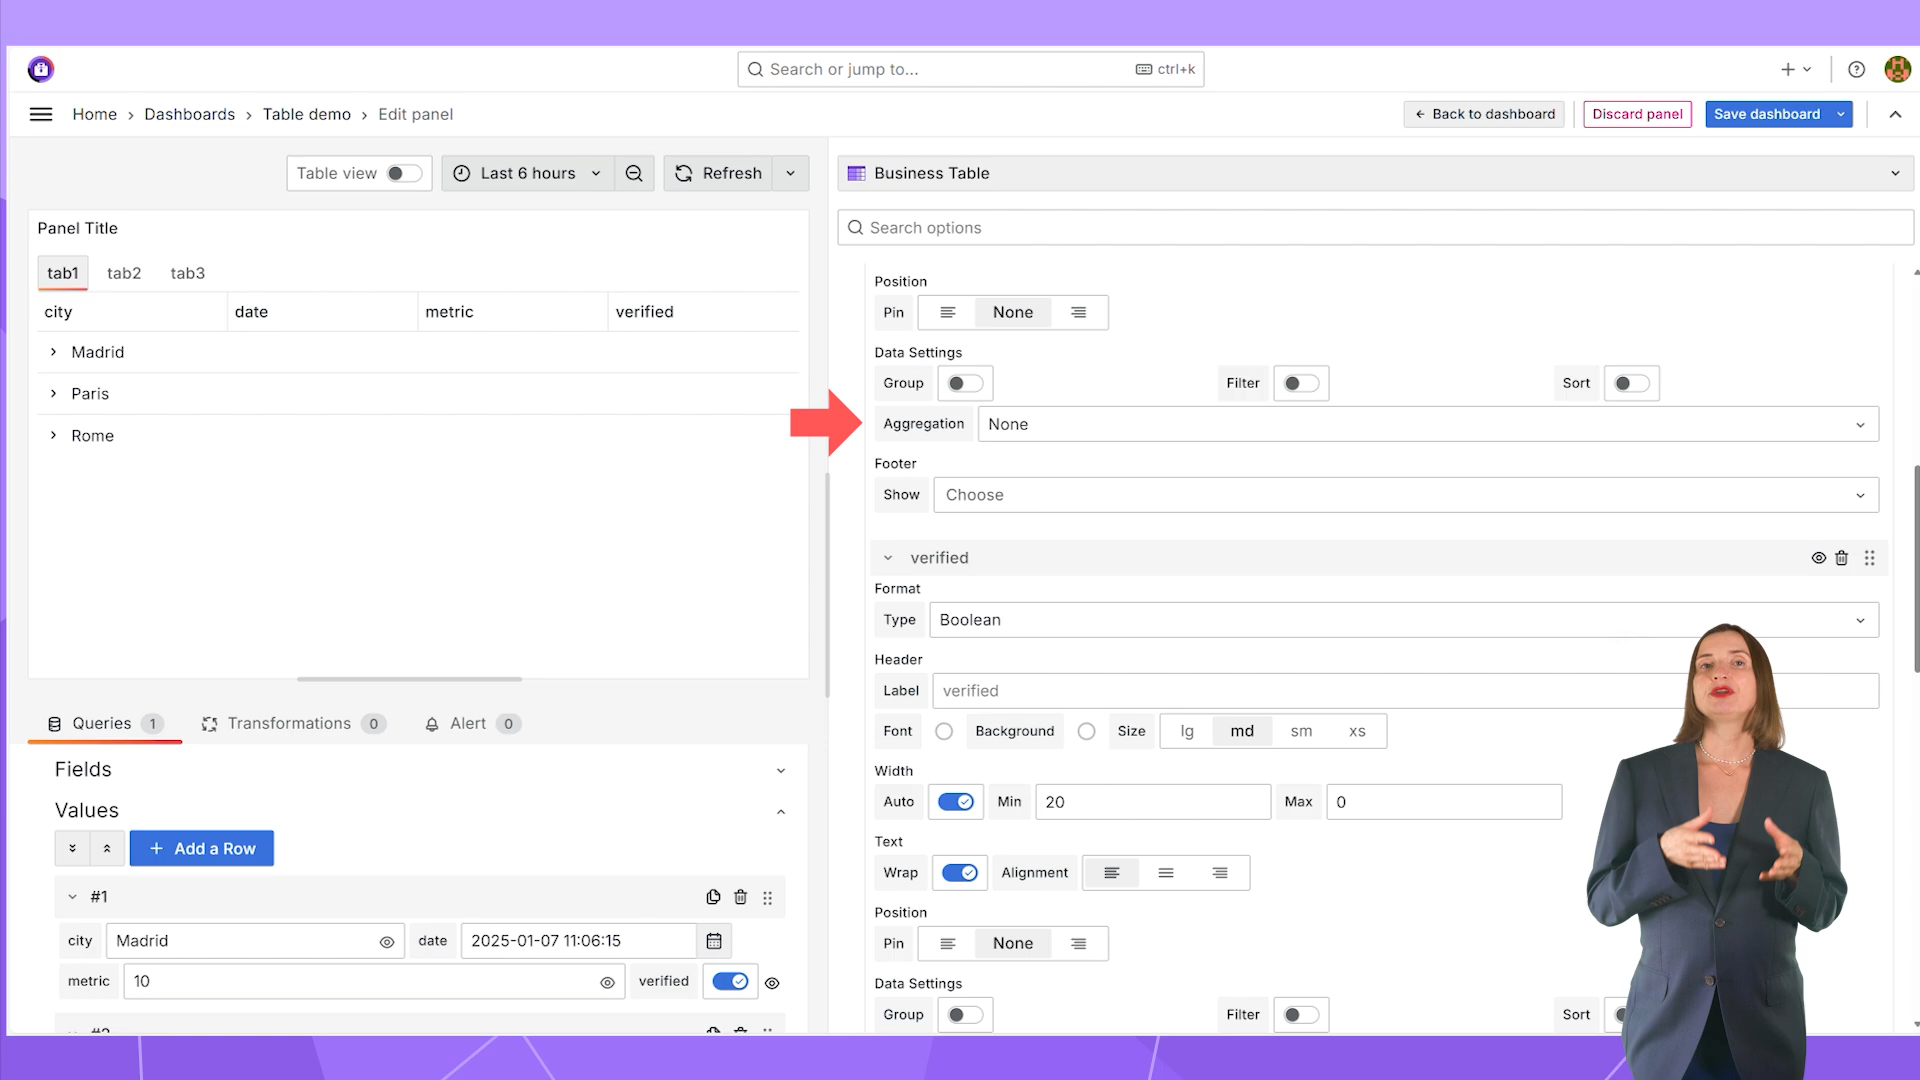 Search or jump to...
ctrl+k
Home › Dashboards › Table demo › Edit panel
Back to dashboard
Discard panel
Save dashboard
Table view
Last 6 hours
Refresh
Panel Title
tab1 tab2 tab3
city date metric verified
Madrid
Paris
Rome
Queries 1
Transformations 0
Alert 0
Fields
Values
+ Add a Row
#1
city Madrid date 2025-01-07 11:06:15
metric 10 verified
Business Table
Search options
Position
Pin None
Data Settings
Group Filter Sort
Aggregation None
Footer
Show Choose
verified
Format
Type Boolean
Header
Label verified
Font Background Size lg md sm xs
Width
Auto Min 20 Max 0
Text
Wrap Alignment
Position
Pin None
Data Settings
Group Filter Sort